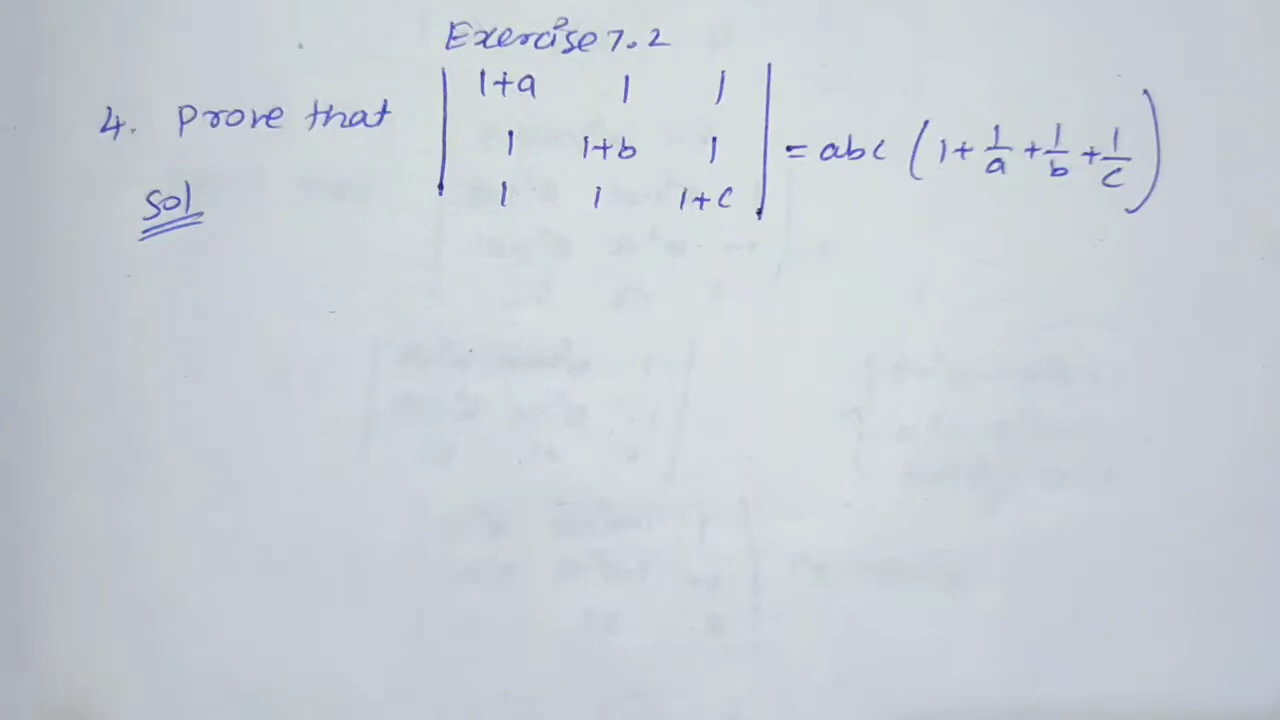 Exercise 7.2
4. Prove that | 1+a 1 1 |
| 1 1+b 1 | = abc (1 + 1/a + 1/b + 1/c)
| 1 1 1+c |
Sol